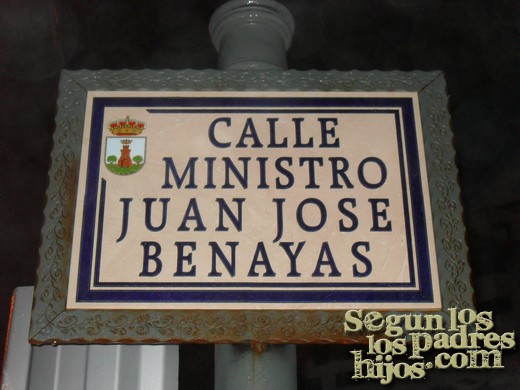 CALLE
MINISTRO
JUAN JOSE
BENAYAS
Segun los
los padres
hijos.com